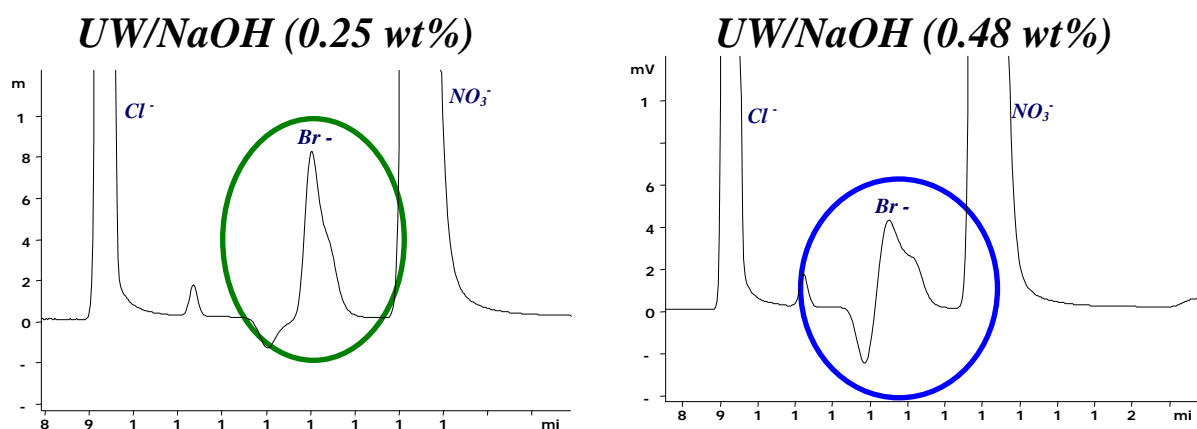 UW/NaOH (0.25 wt%)
m
1
8
6
4
2
0
-
-
Cl -
Br -
NO3-
8 9 1 1 1 1 1 1 1 1 mi
UW/NaOH (0.48 wt%)
mV
1
6
4
2
0
-
-
Cl -
Br -
NO3-
8 9 1 1 1 1 1 1 1 1 1 1 2 1 mi